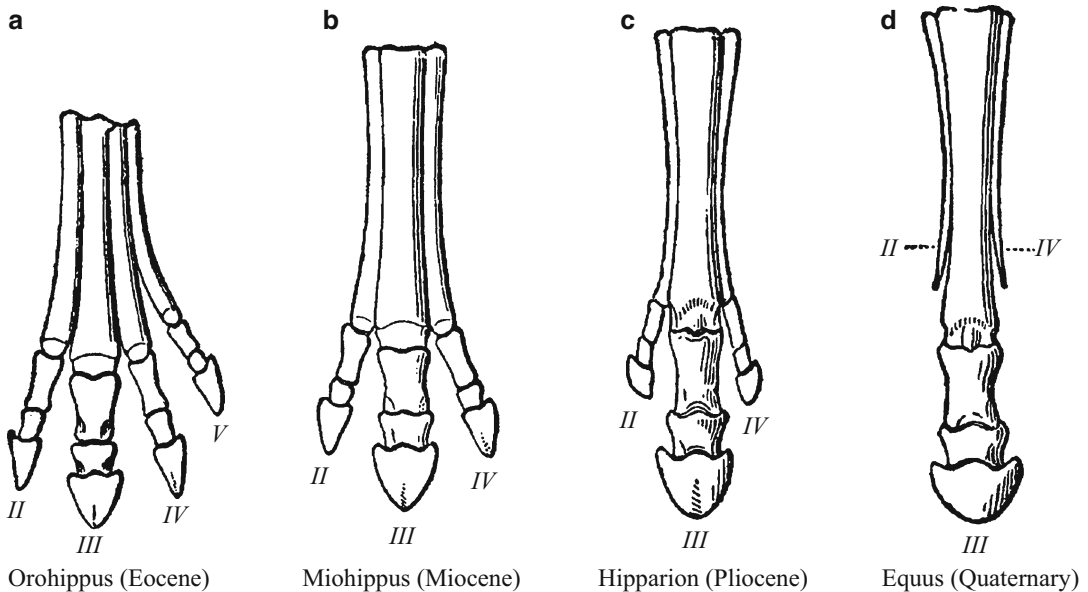 a
b
c
d
II
IV
V
II
IV
II
IV
II
III
IV
III
III
III
Orohippus (Eocene)
Miohippus (Miocene)
Hipparion (Pliocene)
Equus (Quaternary)